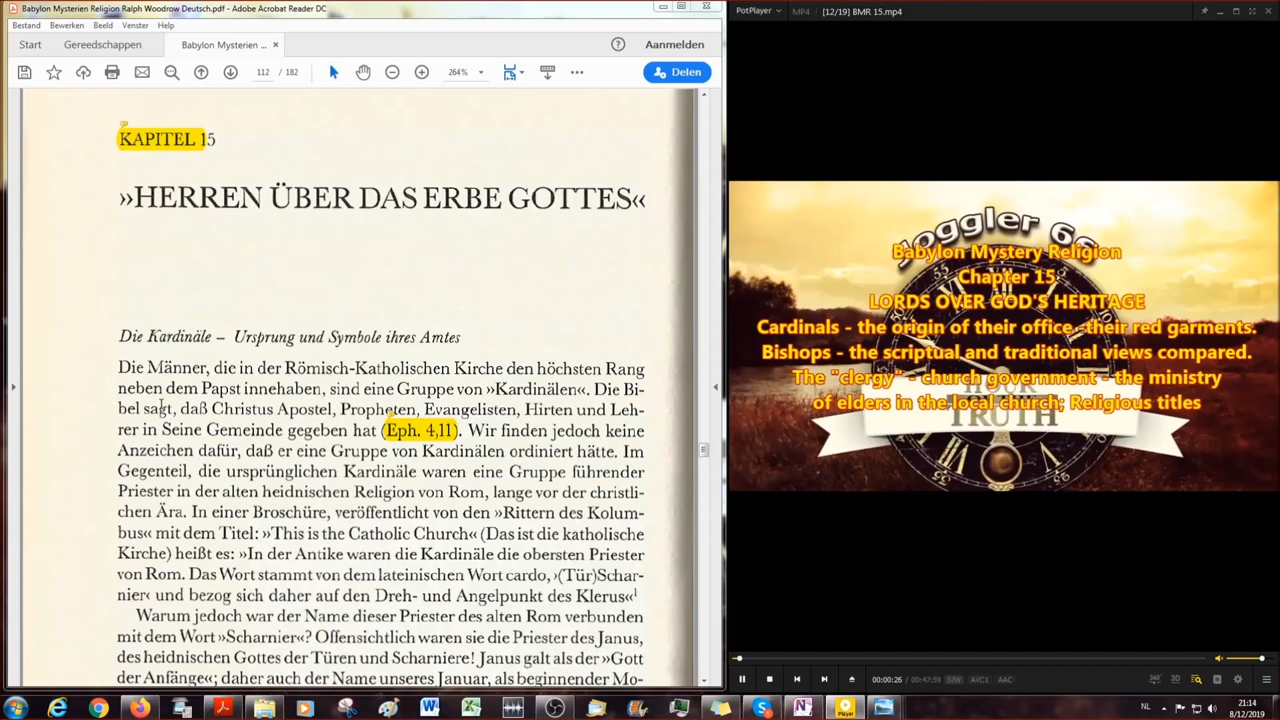 Babylon Mysterien Religion Ralph Woodrow Deutsch.pdf - Adobe Acrobat Reader DC
Bestand Bewerken Beeld Venster Help
Start Gereedschappen Babylon Mysterien ... × Aanmelden
112 / 182 264% Delen
KAPITEL 15
»HERREN ÜBER DAS ERBE GOTTES«
Die Kardinäle – Ursprung und Symbole ihres Amtes
Die Männer, die in der Römisch-Katholischen Kirche den höchsten Rang
neben dem Papst innehaben, sind eine Gruppe von »Kardinälen«. Die Bi-
bel sagt, daß Christus Apostel, Propheten, Evangelisten, Hirten und Leh-
rer in Seine Gemeinde gegeben hat (Eph. 4,11). Wir finden jedoch keine
Anzeichen dafür, daß er eine Gruppe von Kardinälen ordiniert hätte. Im
Gegenteil, die ursprünglichen Kardinäle waren eine Gruppe führender
Priester in der alten heidnischen Religion von Rom, lange vor der christli-
chen Ära. In einer Broschüre, veröffentlicht von den »Rittern des Kolum-
bus« mit dem Titel: »This is the Catholic Church« (Das ist die katholische
Kirche) heißt es: »In der Antike waren die Kardinäle die obersten Priester
von Rom. Das Wort stammt von dem lateinischen Wort cardo, ›(Tür)Schar-
nier‹ und bezog sich daher auf den Dreh- und Angelpunkt des Klerus«1
Warum jedoch war der Name dieser Priester des alten Rom verbunden
mit dem Wort »Scharnier«? Offensichtlich waren sie die Priester des Janus,
des heidnischen Gottes der Türen und Scharniere! Janus galt als der »Gott
der Anfänge«; daher auch der Name unseres Januar, als beginnender Mo-
PotPlayer MP4 [12/19] BMR 15.mp4
Joggler 66
Babylon Mystery Religion
Chapter 15
LORDS OVER GOD'S HERITAGE
Cardinals - the origin of their office, their red garments.
Bishops - the scriptual and traditional views compared.
The "clergy" - church government - the ministry
of elders in the local church; Religious titles
HOUR
TRUTH
00:00:26 / 00:47:59 S/W AVC1 AAC
360° 3D
NL 21:14
8/12/2019